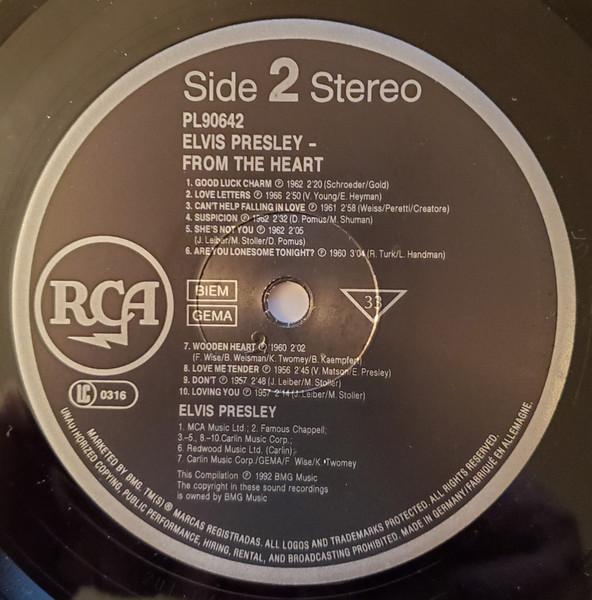 Side 2 Stereo
PL90642
ELVIS PRESLEY –
FROM THE HEART
1. GOOD LUCK CHARM ℗ 1962 2'20 (Schroeder/Gold)
2. LOVE LETTERS ℗ 1966 2'50 (V. Young/E. Heyman)
3. CAN'T HELP FALLING IN LOVE ℗ 1961 2'58 (Weiss/Peretti/Creatore)
4. SUSPICION ℗ 1962 2'32 (D. Pomus/M. Shuman)
5. SHE'S NOT YOU ℗ 1962 2'05
(J. Leiber/M. Stoller/D. Pomus)
6. ARE YOU LONESOME TONIGHT? ℗ 1960 3'04 (R. Turk/L. Handman)
RCA
BIEM
GEMA
33
7. WOODEN HEART ℗ 1960 2'02
(F. Wise/B. Weisman/K. Twomey/B. Kaempfert)
8. LOVE ME TENDER ℗ 1956 2'45 (V. Matson/E. Presley)
9. DON'T ℗ 1957 2'48 (J. Leiber/M. Stoller)
10. LOVING YOU ℗ 1957 2'14 (J. Leiber/M. Stoller)
LC 0316
ELVIS PRESLEY
1. MCA Music Ltd.; 2. Famous Chappell;
3.-5., 8.-10.Carlin Music Corp.;
6. Redwood Music Ltd. (Carlin);
7. Carlin Music Corp./GEMA/F. Wise/K. Twomey
This Compilation ℗ 1992 BMG Music
The copyright in these sound recordings
is owned by BMG Music
MARKETED BY BMG, TM(S) ® MARCAS REGISTRADAS. ALL LOGOS AND TRADEMARKS PROTECTED. ALL RIGHTS RESERVED.
UNAUTHORIZED COPYING, PUBLIC PERFORMANCE, HIRING, RENTAL, AND BROADCASTING PROHIBITED. MADE IN GERMANY/FABRIQUÉ EN ALLEMAGNE.